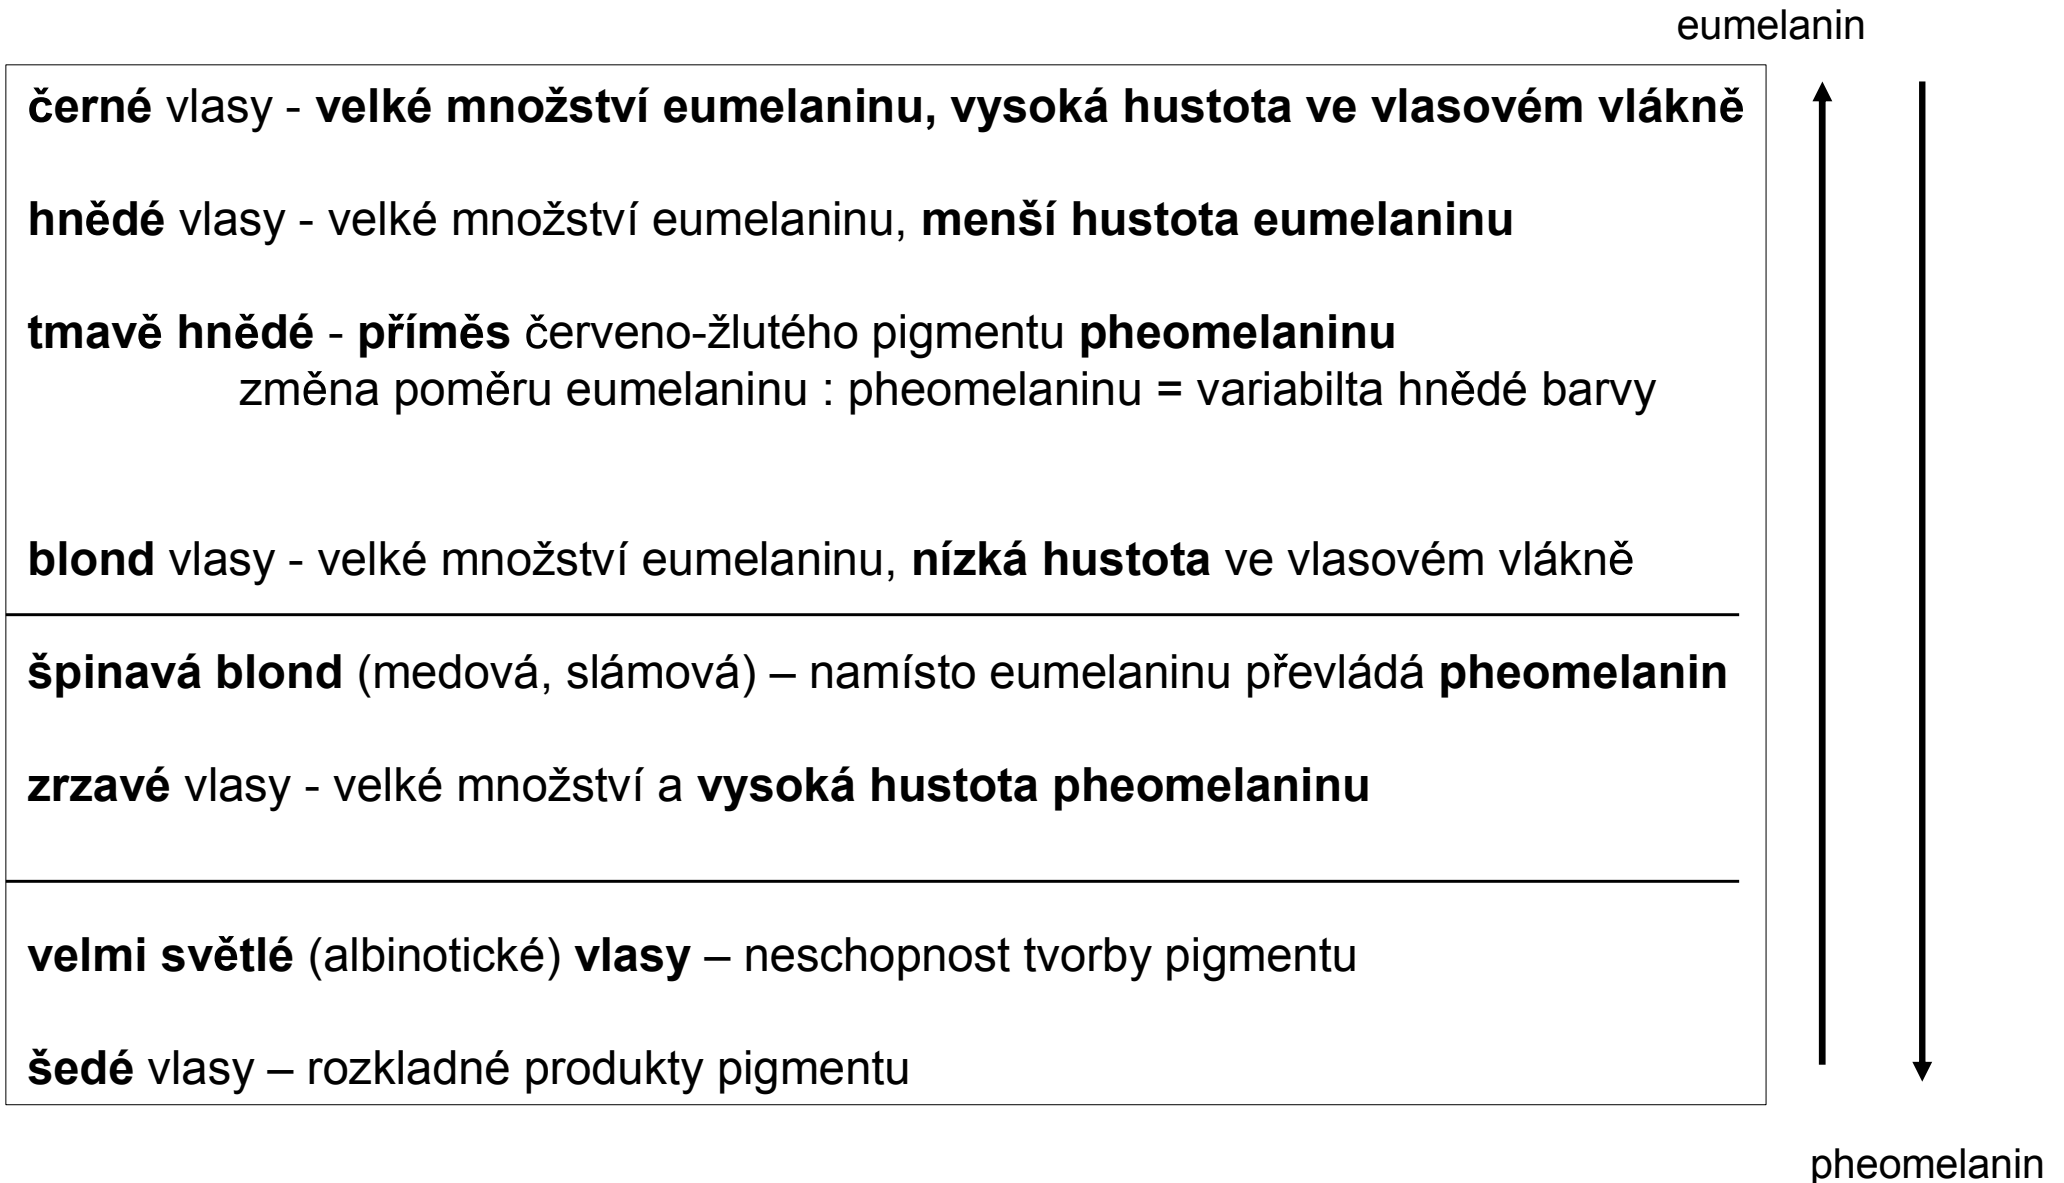 eumelanin
černé vlasy - velké množství eumelaninu, vysoká hustota ve vlasovém vlákně
hnědé vlasy - velké množství eumelaninu, menší hustota eumelaninu
tmavě hnědé - příměs červeno-žlutého pigmentu pheomelaninu
změna poměru eumelaninu : pheomelaninu = variabilta hnědé barvy
blond vlasy - velké množství eumelaninu, nízká hustota ve vlasovém vlákně
špinavá blond (medová, slámová) – namísto eumelaninu převládá pheomelanin
zrzavé vlasy - velké množství a vysoká hustota pheomelaninu
velmi světlé (albinotické) vlasy – neschopnost tvorby pigmentu
šedé vlasy – rozkladné produkty pigmentu
pheomelanin